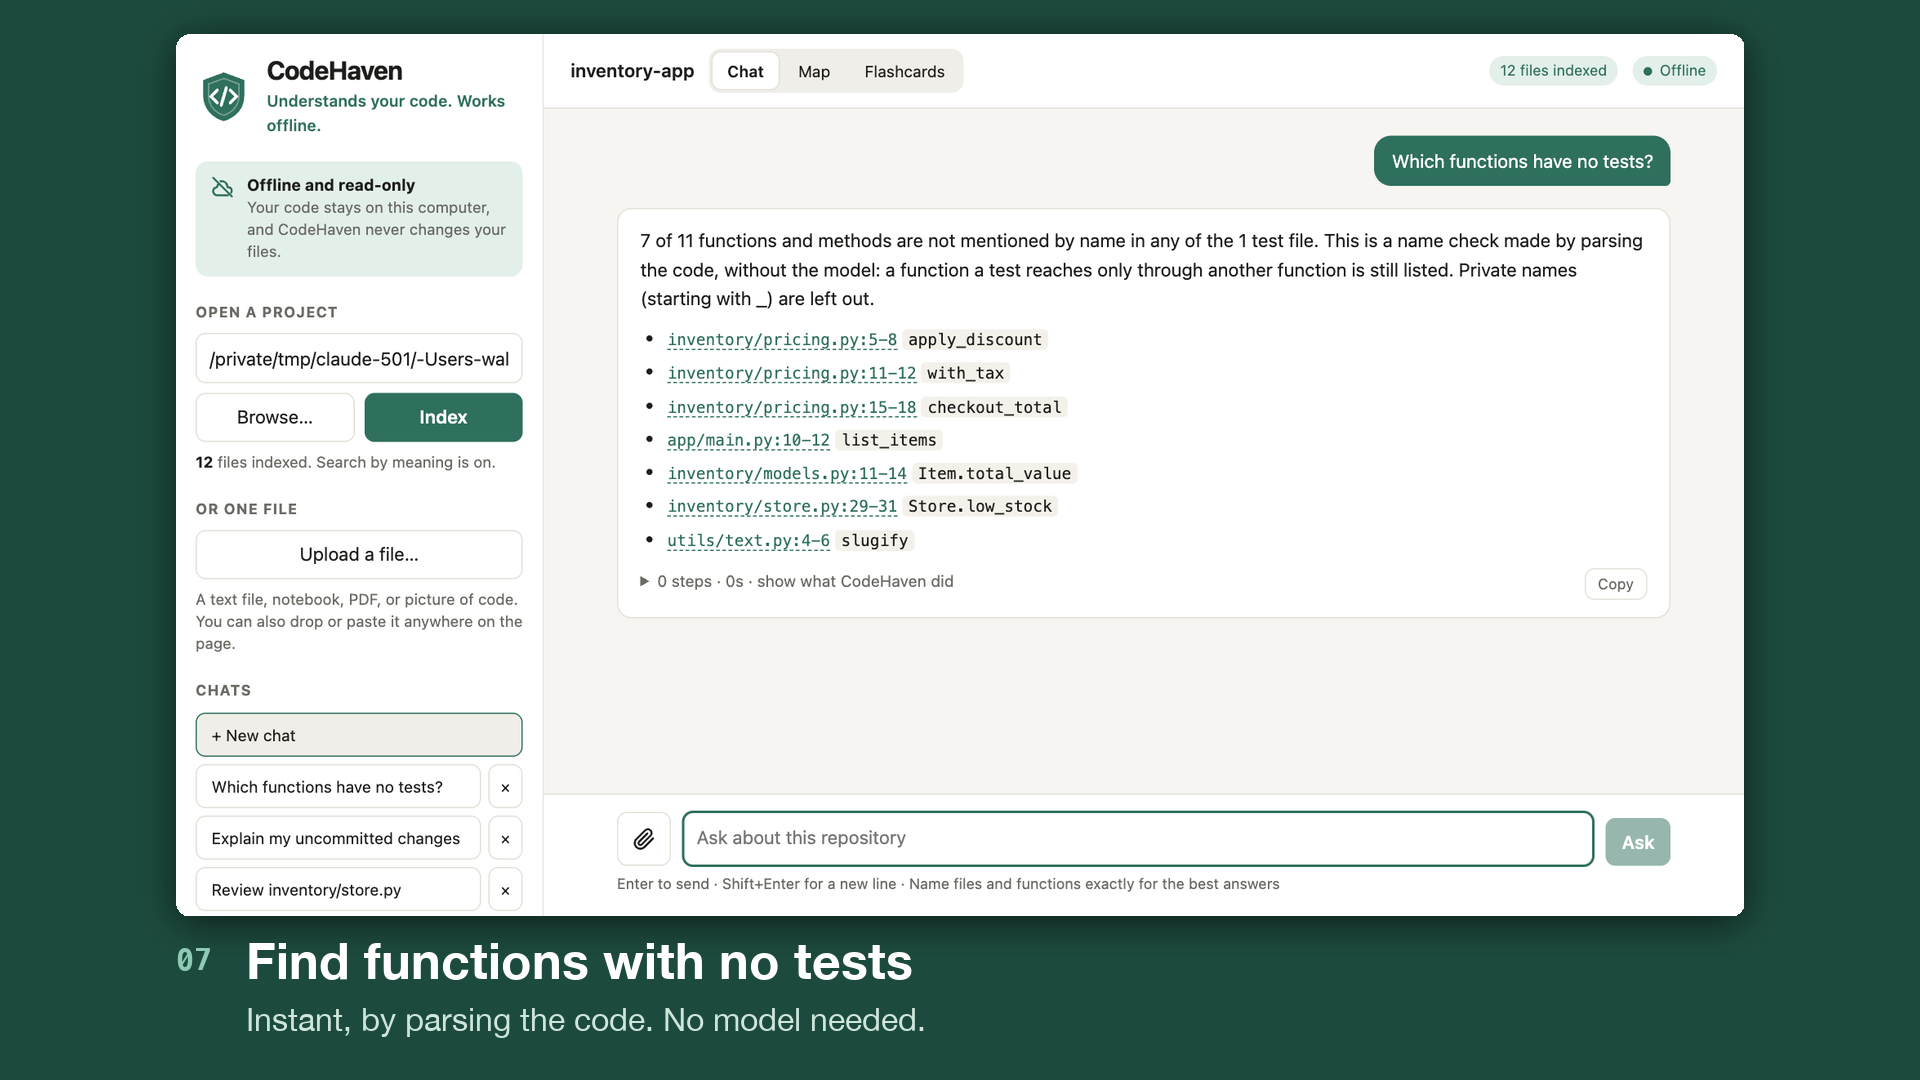 CodeHaven
Understands your code. Works
offline.
Offline and read-only
Your code stays on this computer,
and CodeHaven never changes your
files.
OPEN A PROJECT
/private/tmp/claude-501/-Users-wal
Browse...
Index
12 files indexed. Search by meaning is on.
OR ONE FILE
Upload a file...
A text file, notebook, PDF, or picture of code.
You can also drop or paste it anywhere on the
page.
CHATS
+ New chat
Which functions have no tests?
×
Explain my uncommitted changes
×
Review inventory/store.py
×
inventory-app
Chat
Map
Flashcards
12 files indexed
Offline
Which functions have no tests?
7 of 11 functions and methods are not mentioned by name in any of the 1 test file. This is a name check made by parsing
the code, without the model: a function a test reaches only through another function is still listed. Private names
(starting with _) are left out.
• inventory/pricing.py:5–8 apply_discount
• inventory/pricing.py:11–12 with_tax
• inventory/pricing.py:15–18 checkout_total
• app/main.py:10–12 list_items
• inventory/models.py:11–14 Item.total_value
• inventory/store.py:29–31 Store.low_stock
• utils/text.py:4–6 slugify
▶ 0 steps · 0s · show what CodeHaven did
Copy
Ask about this repository
Ask
Enter to send · Shift+Enter for a new line · Name files and functions exactly for the best answers
07
Find functions with no tests
Instant, by parsing the code. No model needed.